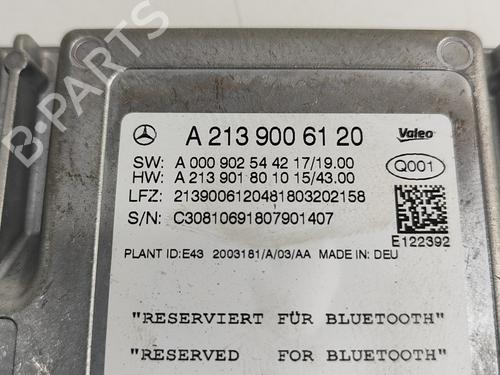 B-PARTS
A 213 900 61 20 Valeo
SW: A 000 902 54 42 17/19.00
HW: A 213 901 80 10 15/43.00 Q001
LFZ: 2139006120481803202158
S/N: C30810691807901407
E122392
PLANT ID:E43 2003181/A/03/AA MADE IN: DEU
"RESERVIERT FÜR BLUETOOTH"
"RESERVED FOR BLUETOOTH"